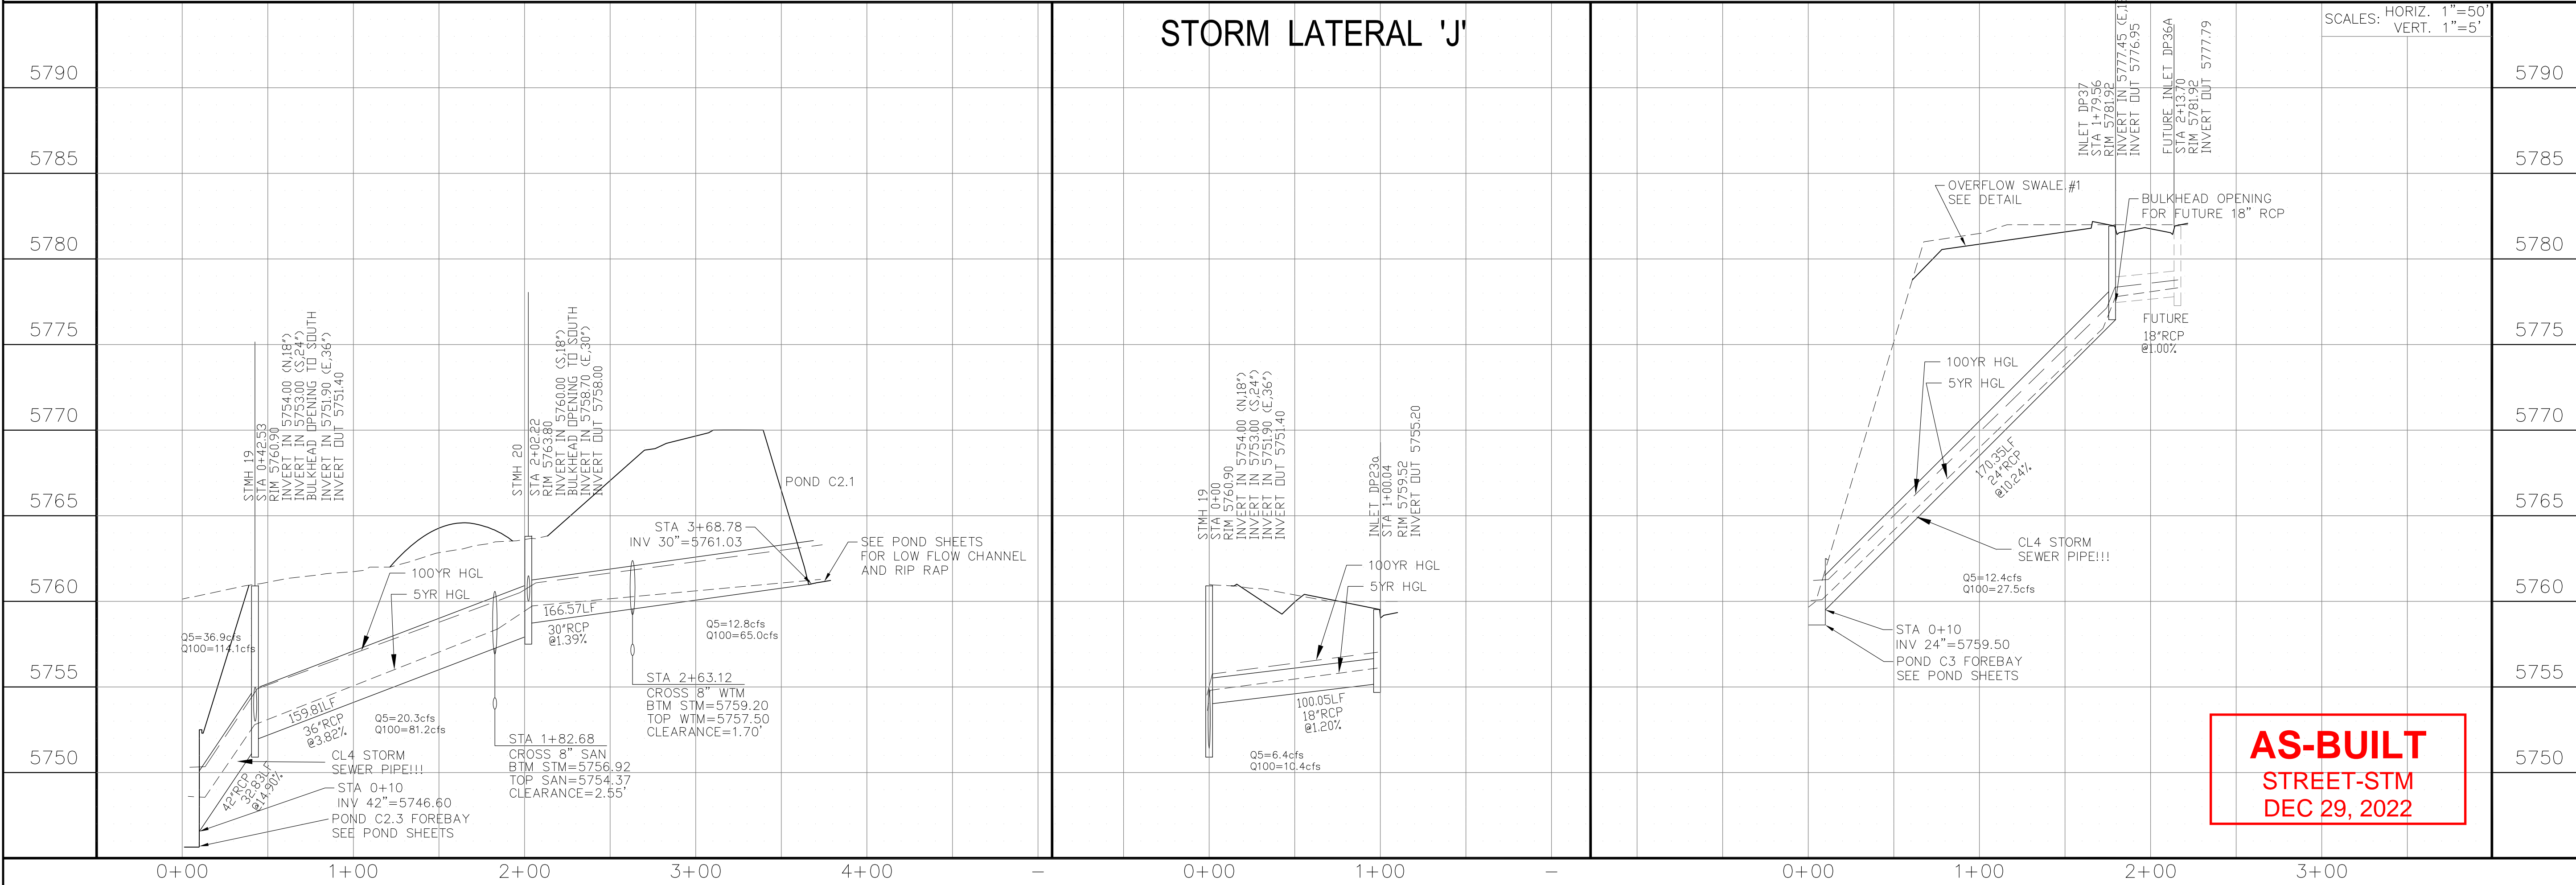 STORM LATERAL 'J'
SCALES: HORIZ. 1"=50'
VERT. 1"=5'
5790
5785
5780
5775
5770
5765
5760
5755
5750
STMH 19
STA 0+42.53
RIM 5760.90
INVERT IN 5754.00 (N,18")
INVERT IN 5753.00 (S,24")
BULKHEAD OPENING TO SOUTH
INVERT IN 5751.90 (E,36")
INVERT OUT 5751.40
STMH 20
STA 2+02.22
RIM 5763.80
INVERT IN 5760.00 (S,18")
BULKHEAD OPENING TO SOUTH
INVERT IN 5758.70 (E,30")
INVERT OUT 5758.00
POND C2.1
STA 3+68.78
INV 30"=5761.03
SEE POND SHEETS
FOR LOW FLOW CHANNEL
AND RIP RAP
100YR HGL
5YR HGL
Q5=36.9cfs
Q100=114.1cfs
166.57LF
30"RCP
@1.39%
Q5=12.8cfs
Q100=65.0cfs
159.81LF
36"RCP
@3.82%
Q5=20.3cfs
Q100=81.2cfs
STA 2+63.12
CROSS 8" WTM
BTM STM=5759.20
TOP WTM=5757.50
CLEARANCE=1.70'
STA 1+82.68
CROSS 8" SAN
BTM STM=5756.92
TOP SAN=5754.37
CLEARANCE=2.55'
CL4 STORM
SEWER PIPE!!!
42"RCP
32.83LF
@14.90%
STA 0+10
INV 42"=5746.60
POND C2.3 FOREBAY
SEE POND SHEETS
0+00
1+00
2+00
3+00
4+00
-
STMH 19
STA 0+00
RIM 5760.90
INVERT IN 5754.00 (N,18")
INVERT IN 5753.00 (S,24")
INVERT IN 5751.90 (E,36")
INVERT OUT 5751.40
INLET DP23a
STA 1+00.04
RIM 5759.52
INVERT OUT 5755.20
100YR HGL
5YR HGL
100.05LF
18"RCP
@1.20%
Q5=6.4cfs
Q100=10.4cfs
0+00
1+00
-
INLET DP37
STA 1+79.56
RIM 5781.92
INVERT IN 5777.45
INVERT OUT 5776.95
FUTURE INLET DP36A
STA 2+13.70
RIM 5781.92
INVERT OUT 5777.79
OVERFLOW SWALE #1
SEE DETAIL
BULKHEAD OPENING
FOR FUTURE 18" RCP
FUTURE
18"RCP
@1.00%
100YR HGL
5YR HGL
170.35LF
24"RCP
@10.24%
CL4 STORM
SEWER PIPE!!!
Q5=12.4cfs
Q100=27.5cfs
STA 0+10
INV 24"=5759.50
POND C3 FOREBAY
SEE POND SHEETS
0+00
1+00
2+00
3+00
5790
5785
5780
5775
5770
5765
5760
5755
5750
AS-BUILT
STREET-STM
DEC 29, 2022